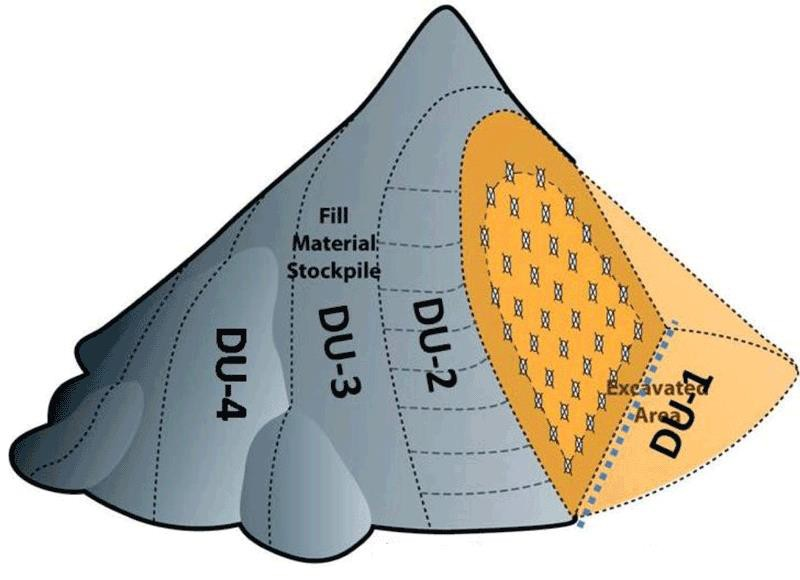 Fill
Material
Stockpile
DU-4
DU-3
DU-2
Excavated
Area
DU-1